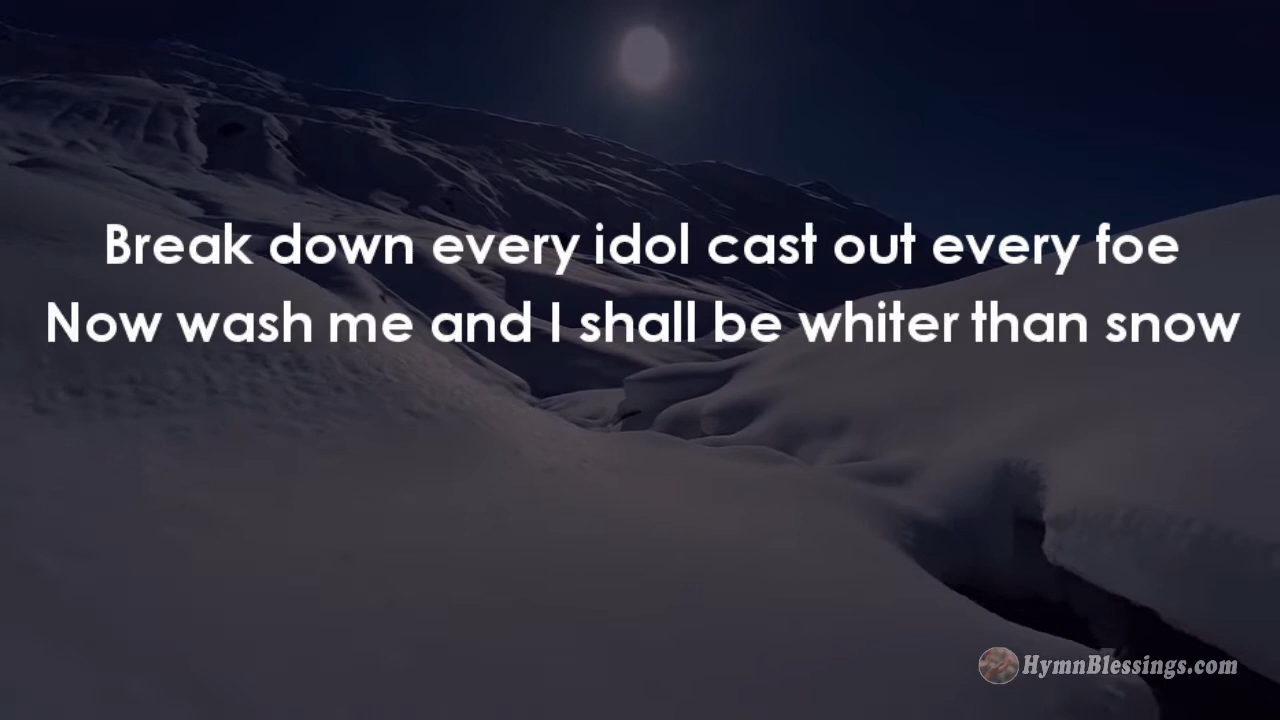 Break down every idol cast out every foe
Now wash me and I shall be whiter than snow
HymnBlessings.com